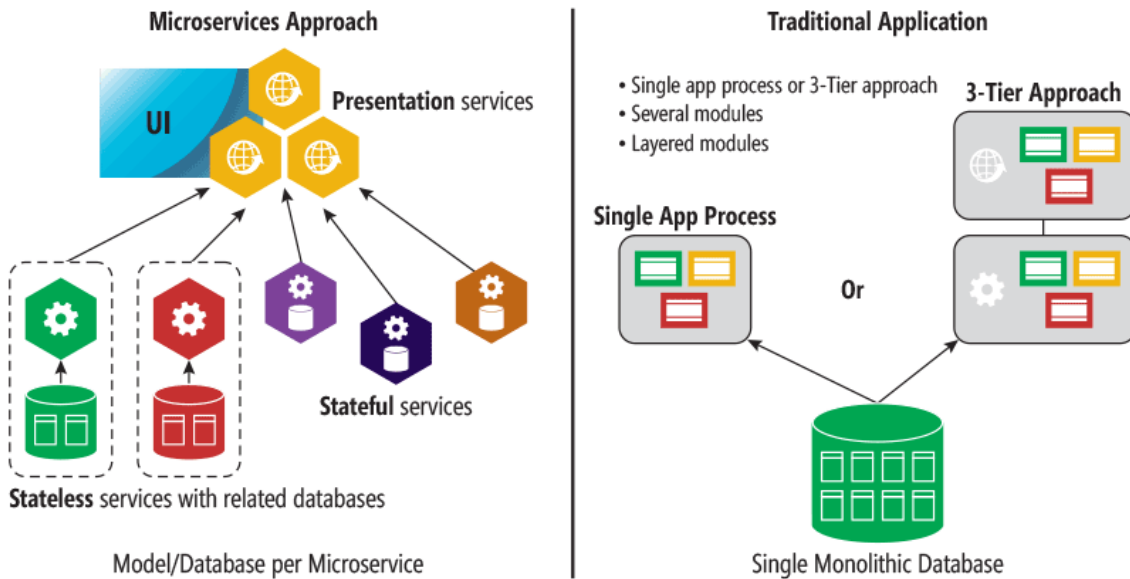 Microservices Approach
UI
Presentation services
Stateful services
Stateless services with related databases
Model/Database per Microservice
Traditional Application
• Single app process or 3-Tier approach
• Several modules
• Layered modules
3-Tier Approach
Single App Process
Or
Single Monolithic Database